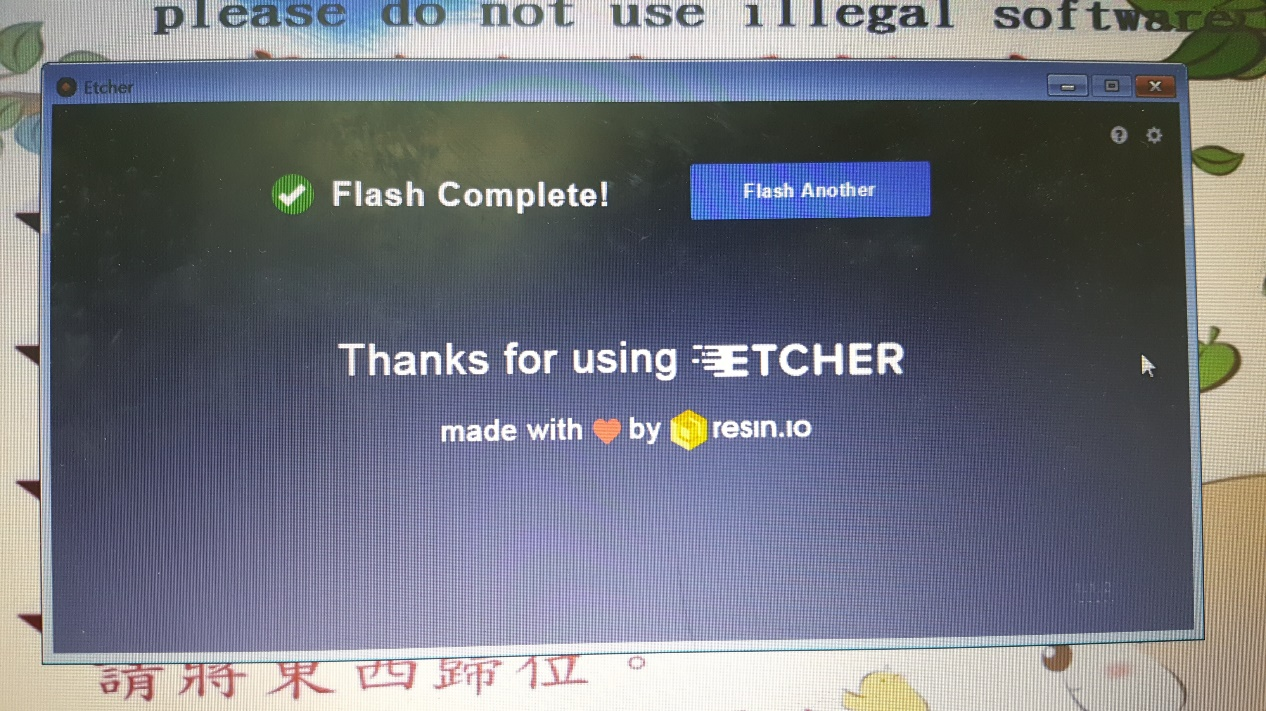 please do not use illegal software
Etcher
Flash Complete!
Flash Another
Thanks for using ETCHER
made with by resin.io
請將東西歸位。